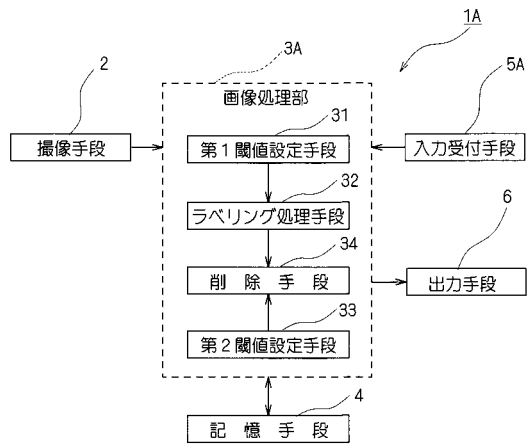 1A
3A
2
5A
画像処理部
31
撮像手段
第1閾値設定手段
入力受付手段
32
ラベリング処理手段
34
6
削除手段
出力手段
33
第2閾値設定手段
4
記憶手段